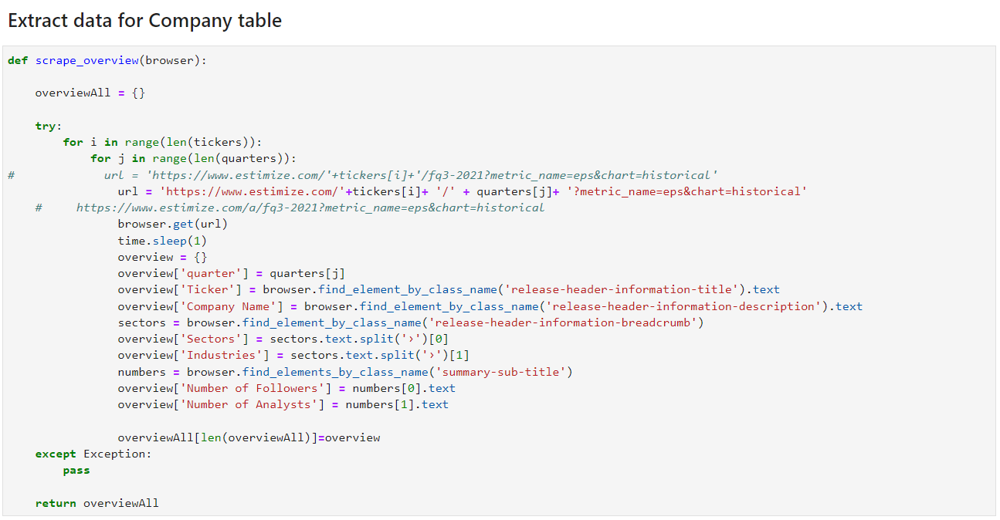 Extract data for Company table
def scrape_overview(browser):
    overviewAll = {}
    try:
        for i in range(len(tickers)):
            for j in range(len(quarters)):
#             url = 'https://www.estimize.com/'+tickers[i]+'/fq3-2021?metric_name=eps&chart=historical'
                url = 'https://www.estimize.com/'+tickers[i]+ '/' + quarters[j]+ '?metric_name=eps&chart=historical'
    #     https://www.estimize.com/a/fq3-2021?metric_name=eps&chart=historical
                browser.get(url)
                time.sleep(1)
                overview = {}
                overview['quarter'] = quarters[j]
                overview['Ticker'] = browser.find_element_by_class_name('release-header-information-title').text
                overview['Company Name'] = browser.find_element_by_class_name('release-header-information-description').text
                sectors = browser.find_element_by_class_name('release-header-information-breadcrumb')
                overview['Sectors'] = sectors.text.split('›')[0]
                overview['Industries'] = sectors.text.split('›')[1]
                numbers = browser.find_elements_by_class_name('summary-sub-title')
                overview['Number of Followers'] = numbers[0].text
                overview['Number of Analysts'] = numbers[1].text
                overviewAll[len(overviewAll)]=overview
    except Exception:
        pass
    return overviewAll